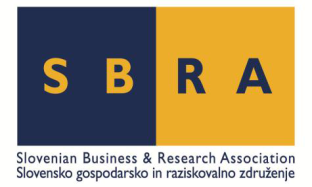 S B R A
Slovenian Business & Research Association
Slovensko gospodarsko in raziskovalno združenje